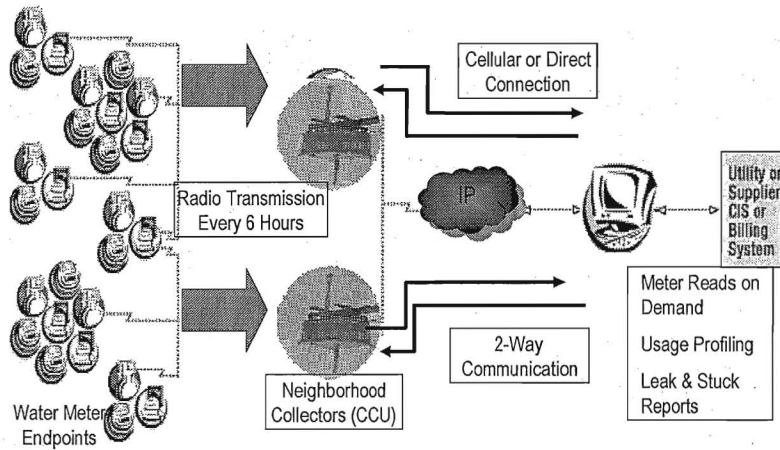 Cellular or Direct
Connection
Radio Transmission
Every 6 Hours
IP
Utility or
Supplier
CIS or
Billing
System
Meter Reads on
Demand
Usage Profiling
Leak & Stuck
Reports
2-Way
Communication
Neighborhood
Collectors (CCU)
Water Meter
Endpoints